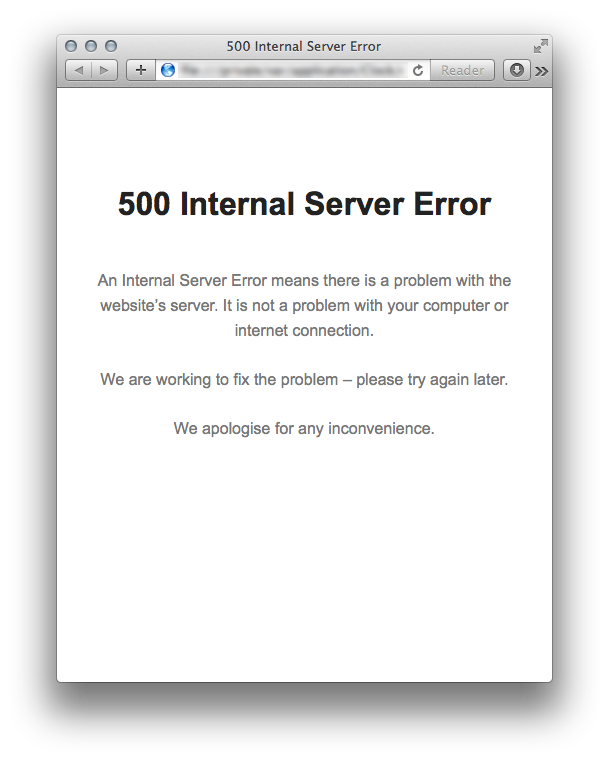 500 Internal Server Error
Reader
500 Internal Server Error
An Internal Server Error means there is a problem with the
website’s server. It is not a problem with your computer or
internet connection.
We are working to fix the problem – please try again later.
We apologise for any inconvenience.